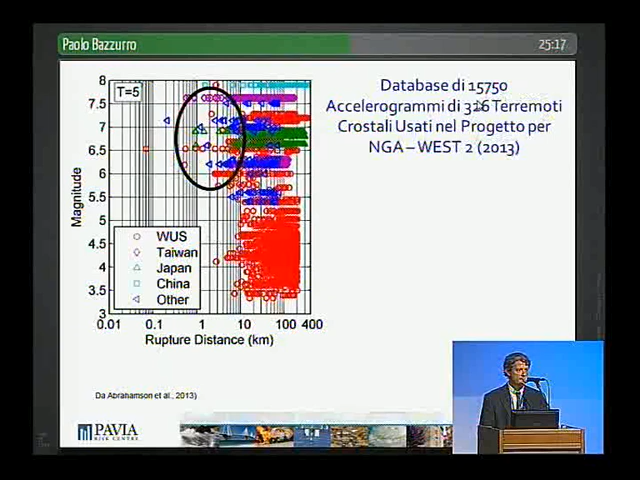 Paolo Bazzurro
25:17
T=5
Database di 15750
Accelerogrammi di 326 Terremoti
Crostali Usati nel Progetto per
NGA – WEST 2 (2013)
8
7.5
7
6.5
6
5.5
5
4.5
4
3.5
3
Magnitude
WUS
Taiwan
Japan
China
Other
0.01 0.1 1 10 100 400
Rupture Distance (km)
Da Abrahamson et al., 2013)
PAVIA
RISK CENTRE